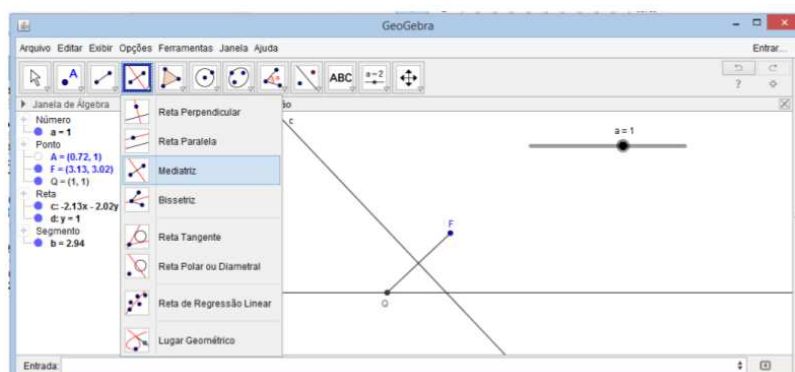 GeoGebra
Arquivo Editar Exibir Opções Ferramentas Janela Ajuda
Entrar...
A
ABC
a=2
?
Janela de Álgebra
ão
Número
a = 1
Ponto
A = (0.72, 1)
F = (3.13, 3.02)
Q = (1, 1)
Reta
c: -2.13x - 2.02y
d: y = 1
Segmento
b = 2.94
Reta Perpendicular
Reta Paralela
Mediatriz
Bissetriz
Reta Tangente
Reta Polar ou Diametral
Reta de Regressão Linear
Lugar Geométrico
c
a = 1
F
Q
Entrada: